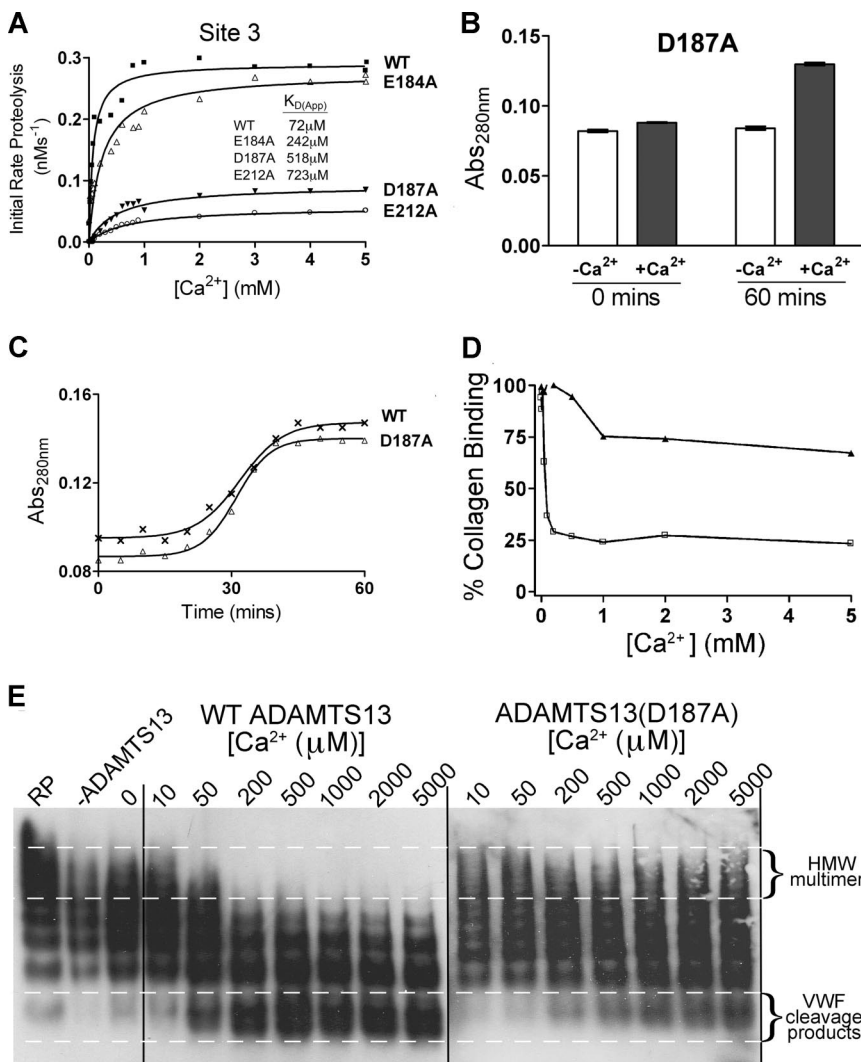 A
Site 3
Initial Rate Proteolysis
(nMs⁻¹)
0.3
0.2
0.1
0.0
WT
E184A
K_D(App)
WT 72µM
E184A 242µM
D187A 518µM
E212A 723µM
D187A
E212A
0 1 2 3 4 5
[Ca²⁺] (mM)
B
D187A
Abs280nm
0.15
0.10
0.05
0.00
-Ca²⁺ +Ca²⁺ -Ca²⁺ +Ca²⁺
0 mins 60 mins
C
Abs280nm
0.16
0.12
0.08
WT
D187A
0 30 60
Time (mins)
D
% Collagen Binding
100
75
50
25
0
0 1 2 3 4 5
[Ca²⁺] (mM)
E
WT ADAMTS13
[Ca²⁺ (µM)]
ADAMTS13(D187A)
[Ca²⁺ (µM)]
RP -ADAMTS13 0 10 50 200 500 1000 2000 5000 10 50 200 500 1000 2000 5000
HMW
multimer
VWF
cleavage
products